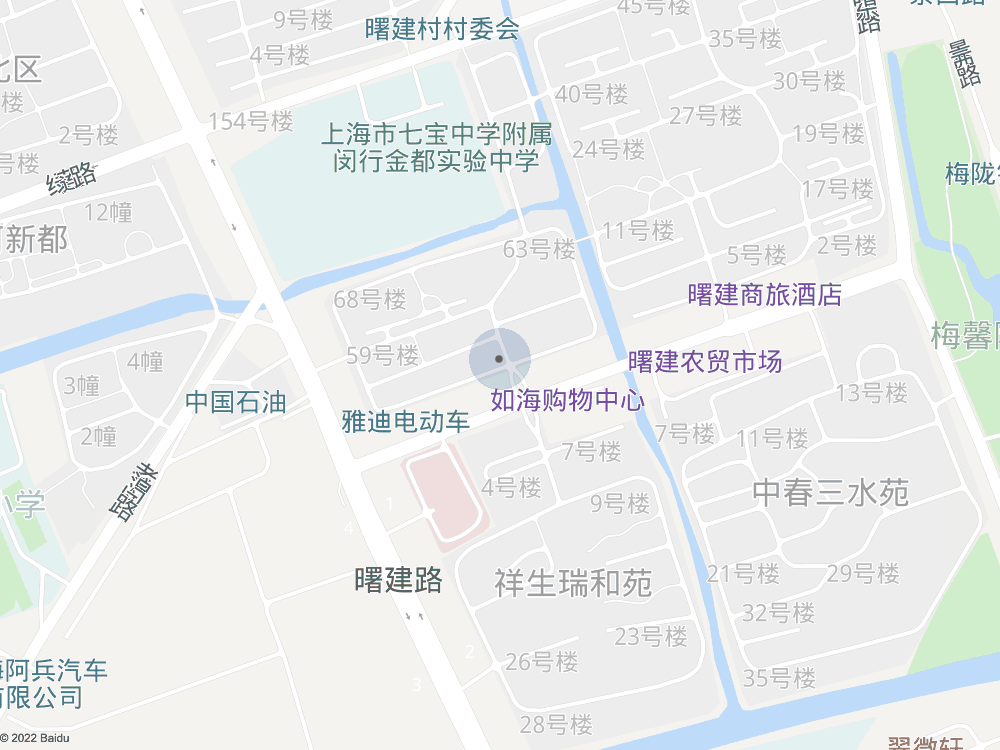 9号楼
曙建村村委会
45号楼
4号楼
35号楼
北区
30号楼
40号楼
27号楼
2号楼
154号楼
上海市七宝中学附属
闵行金都实验中学
19号楼
24号楼
号楼
17号楼
梅陇
12幢
新都
11号楼
63号楼
5号楼
2号楼
68号楼
曙建商旅酒店
梅馨
59号楼
4幢
曙建农贸市场
3幢
中国石油
如海购物中心
13号楼
雅迪电动车
2幢
7号楼
11号楼
7号楼
4号楼
9号楼
中春三水苑
小学
1
4
曙建路
祥生瑞和苑
21号楼
29号楼
32号楼
23号楼
2
26号楼
阿兵汽车
有限公司
3
35号楼
28号楼
© 2022 Baidu
翠微轩